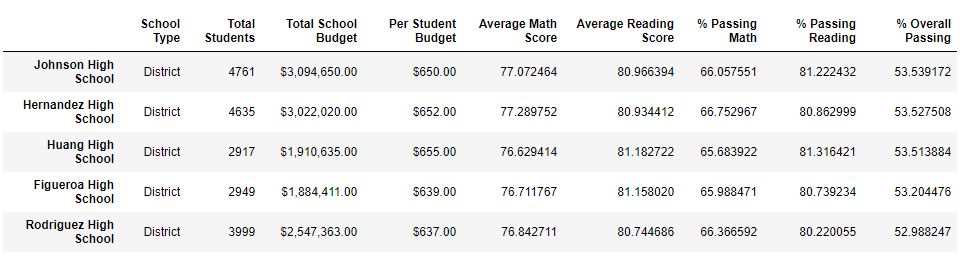 School Type Total Students Total School Budget Per Student Budget Average Math Score Average Reading Score % Passing Math % Passing Reading % Overall Passing
Johnson High School District 4761 $3,094,650.00 $650.00 77.072464 80.966394 66.057551 81.222432 53.539172
Hernandez High School District 4635 $3,022,020.00 $652.00 77.289752 80.934412 66.752967 80.862999 53.527508
Huang High School District 2917 $1,910,635.00 $655.00 76.629414 81.182722 65.683922 81.316421 53.513884
Figueroa High School District 2949 $1,884,411.00 $639.00 76.711767 81.158020 65.988471 80.739234 53.204476
Rodriguez High School District 3999 $2,547,363.00 $637.00 76.842711 80.744686 66.366592 80.220055 52.988247